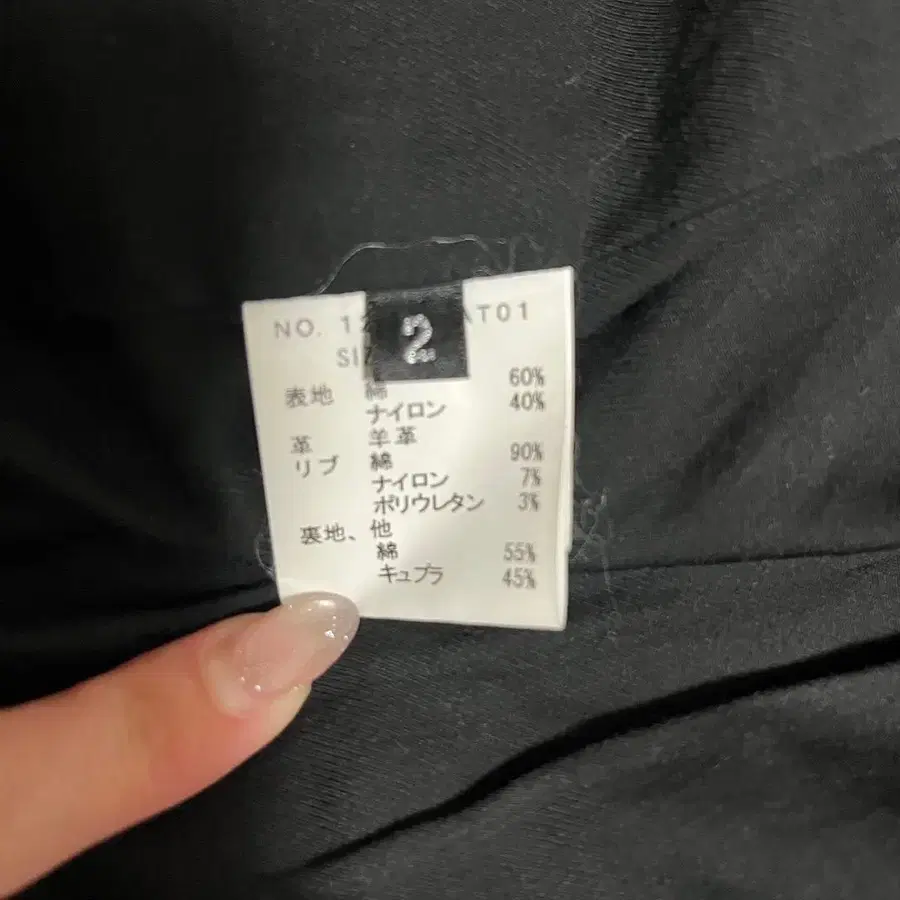 NO. 1 AT01
SIZ 2
表地 綿 60%
ナイロン 40%
革 羊革
リブ 綿 90%
ナイロン 7%
ポリウレタン 3%
裏地、他
綿 55%
キュプラ 45%